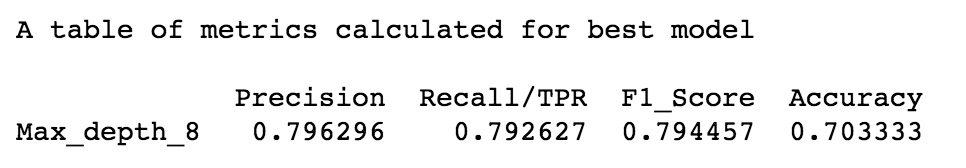 A table of metrics calculated for best model
Precision Recall/TPR F1_Score Accuracy
Max_depth_8 0.796296 0.792627 0.794457 0.703333